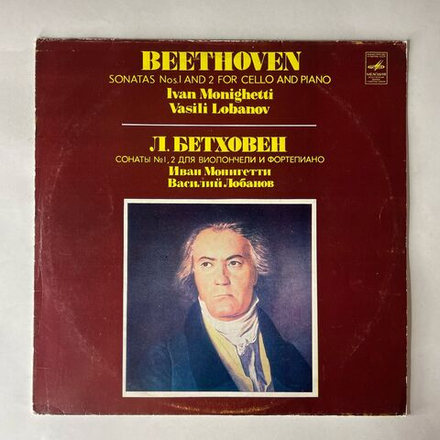 BEETHOVEN
SONATAS Nos.1 AND 2 FOR CELLO AND PIANO
Ivan Monighetti
Vasili Lobanov
Л. БЕТХОВЕН
СОНАТЫ №1, 2 ДЛЯ ВИОЛОНЧЕЛИ И ФОРТЕПИАНО
Иван Монигетти
Василий Лобанов